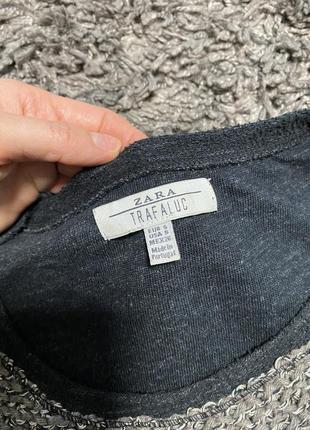 ZARA
TRAFALUC
EUR S
USA S
MEX 26
Made in
Portugal